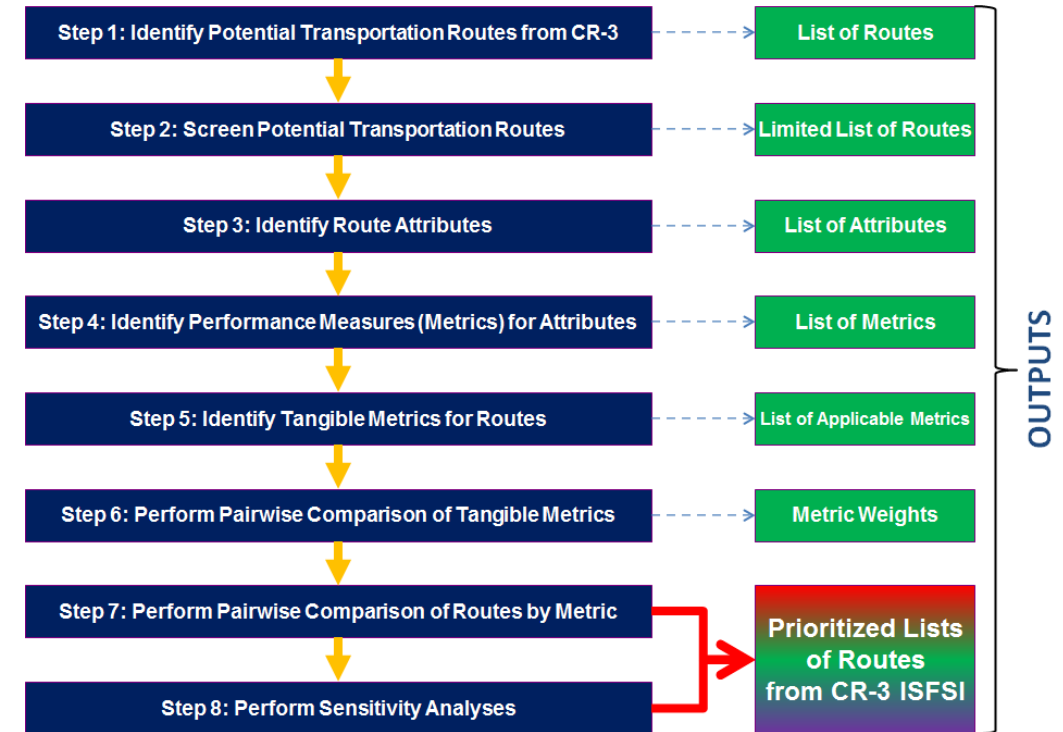 Step 1: Identify Potential Transportation Routes from CR-3
List of Routes
Step 2: Screen Potential Transportation Routes
Limited List of Routes
Step 3: Identify Route Attributes
List of Attributes
Step 4: Identify Performance Measures (Metrics) for Attributes
List of Metrics
Step 5: Identify Tangible Metrics for Routes
List of Applicable Metrics
Step 6: Perform Pairwise Comparison of Tangible Metrics
Metric Weights
Step 7: Perform Pairwise Comparison of Routes by Metric
Step 8: Perform Sensitivity Analyses
Prioritized Lists
of Routes
from CR-3 ISFSI
OUTPUTS